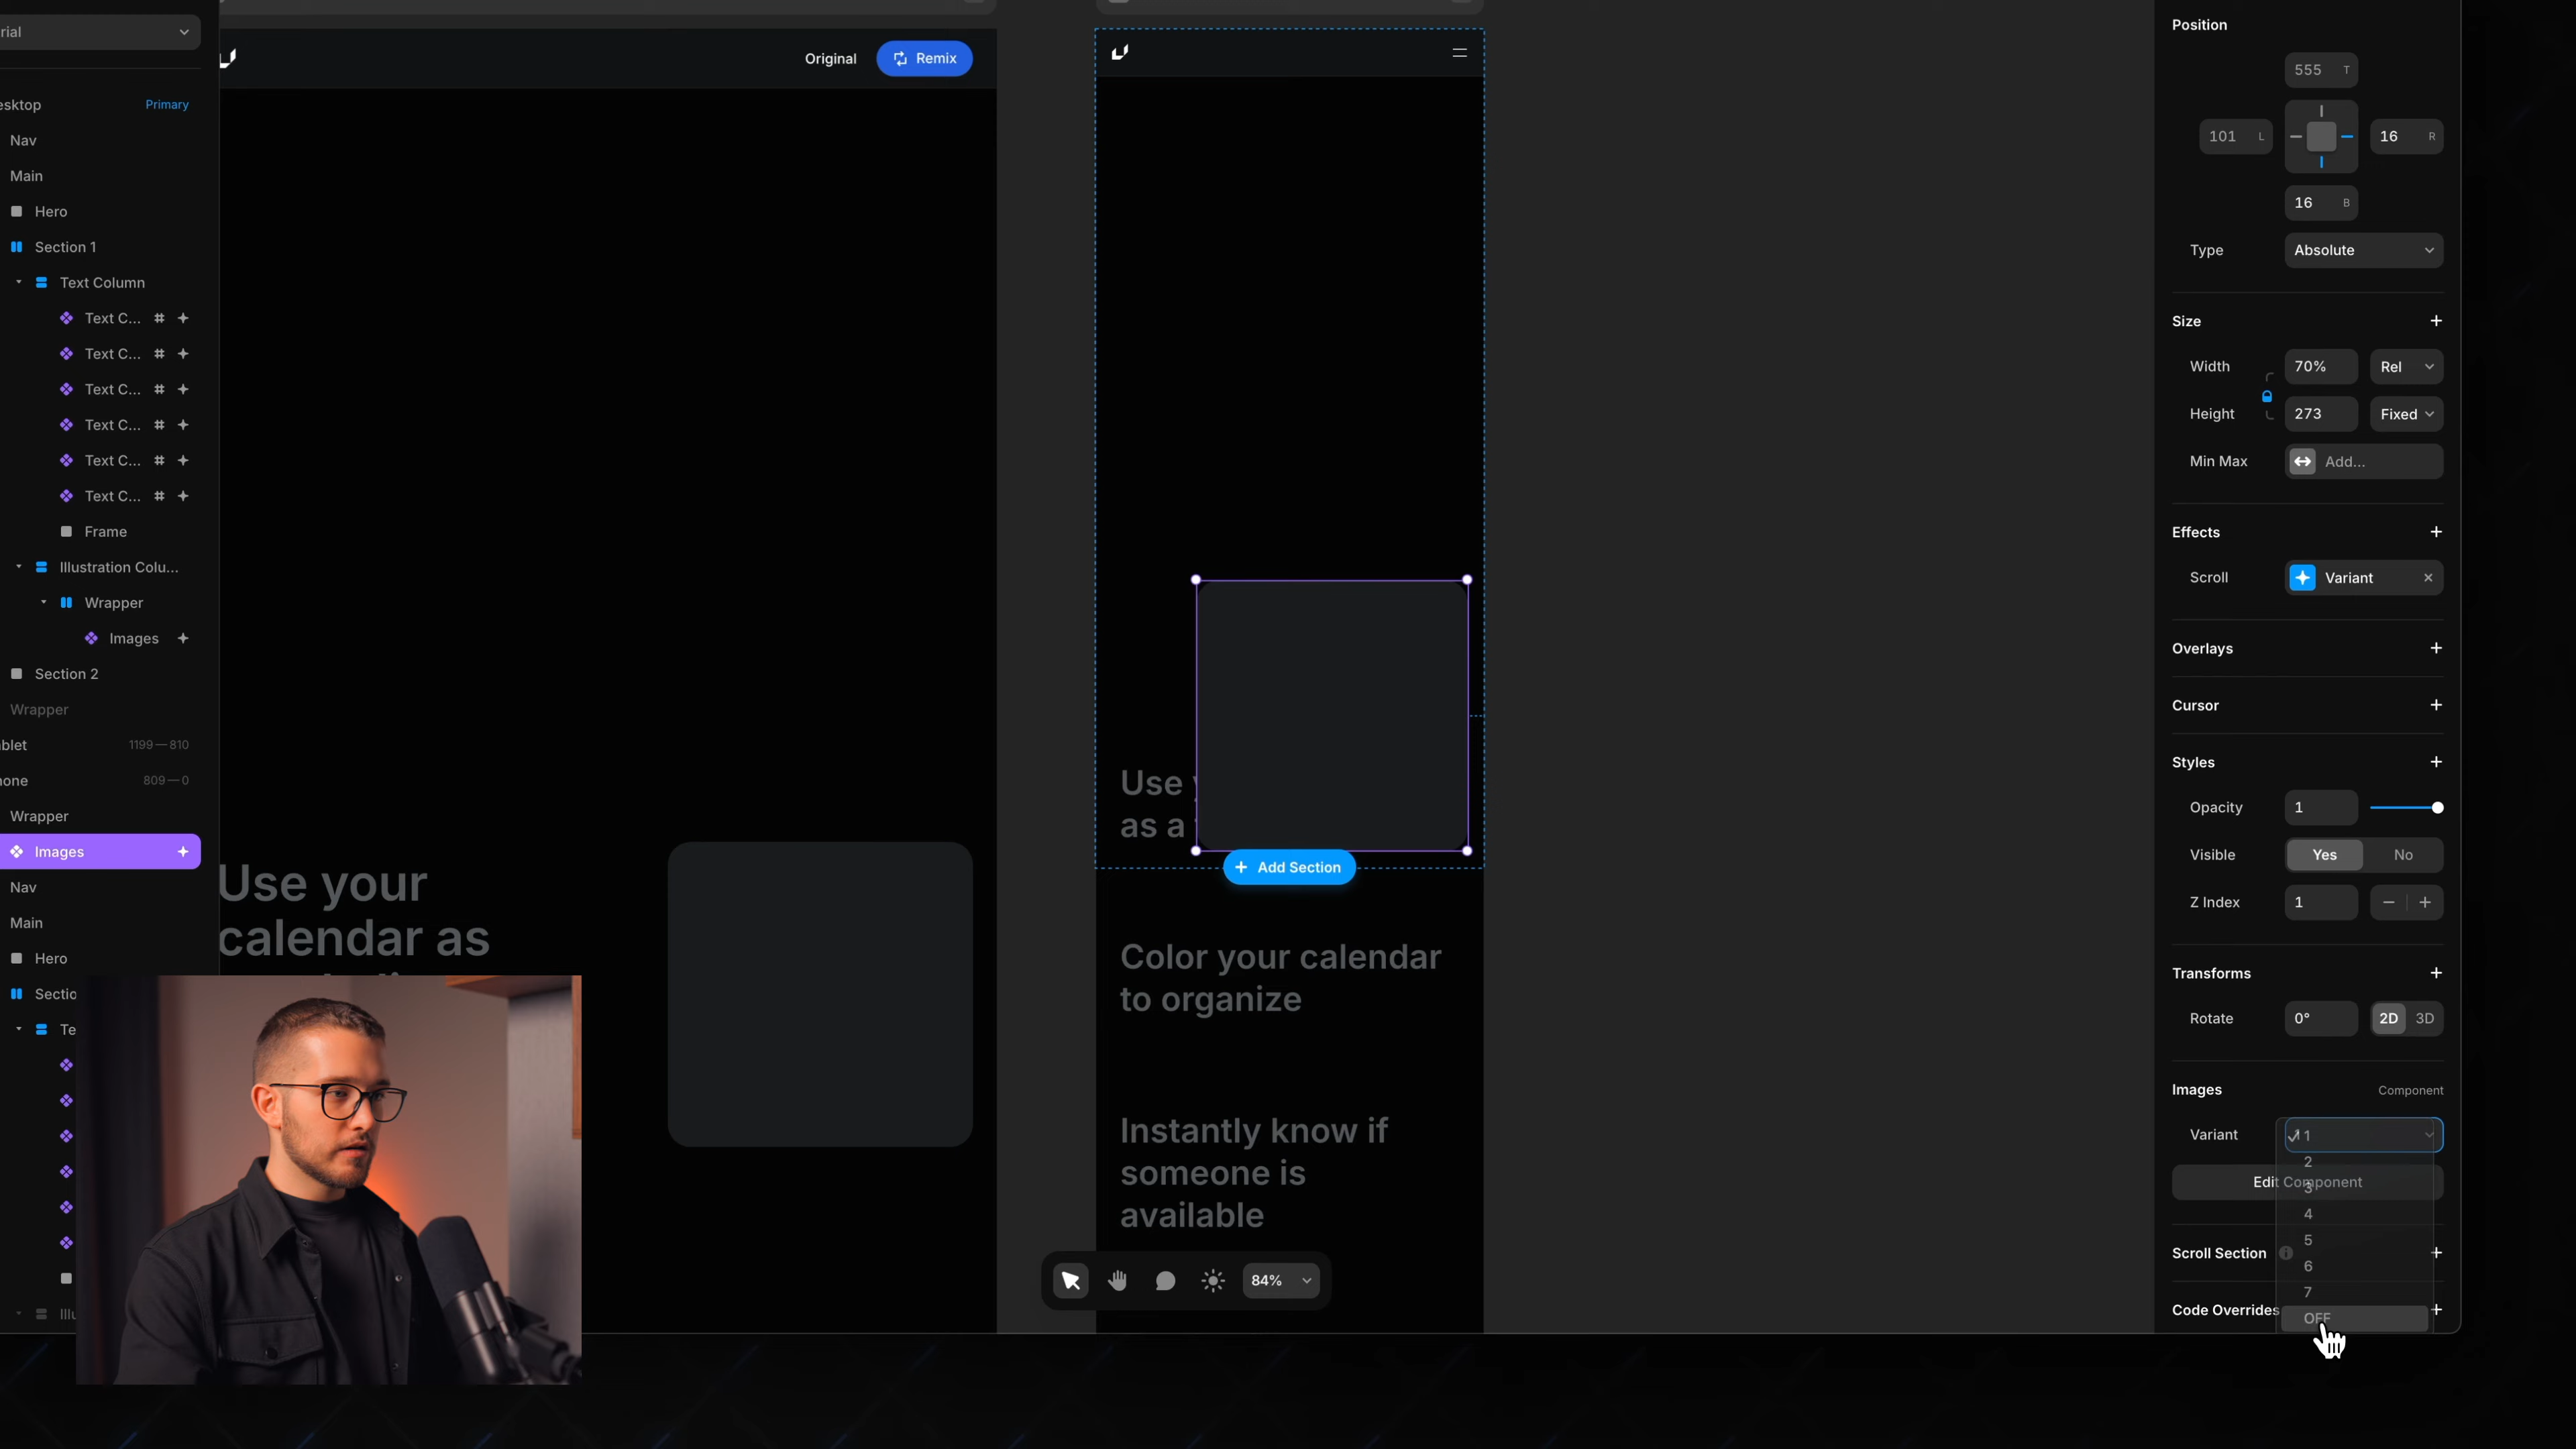 rial
esktop
Primary
Nav
Main
Hero
Section 1
Text Column
Text C...
Text C...
Text C...
Text C...
Text C...
Text C...
Frame
Illustration Colu...
Wrapper
Images
Section 2
Wrapper
ablet
1199—810
none
809—0
Wrapper
Images
Nav
Main
Hero
Sectio
Te
Illu
Original
Remix
Use your
calendar as
Use
as a
Add Section
Color your calendar
to organize
Instantly know if
someone is
available
84%
Position
555 T
101 L
16 R
16 B
Type
Absolute
Size
Width
70%
Rel
Height
273
Fixed
Min Max
Add...
Effects
Scroll
Variant
Overlays
Cursor
Styles
Opacity
1
Visible
Yes
No
Z Index
1
Transforms
Rotate
0°
2D
3D
Images
Component
Variant
1
2
3
4
5
6
7
OFF
Edit Component
Scroll Section
Code Overrides